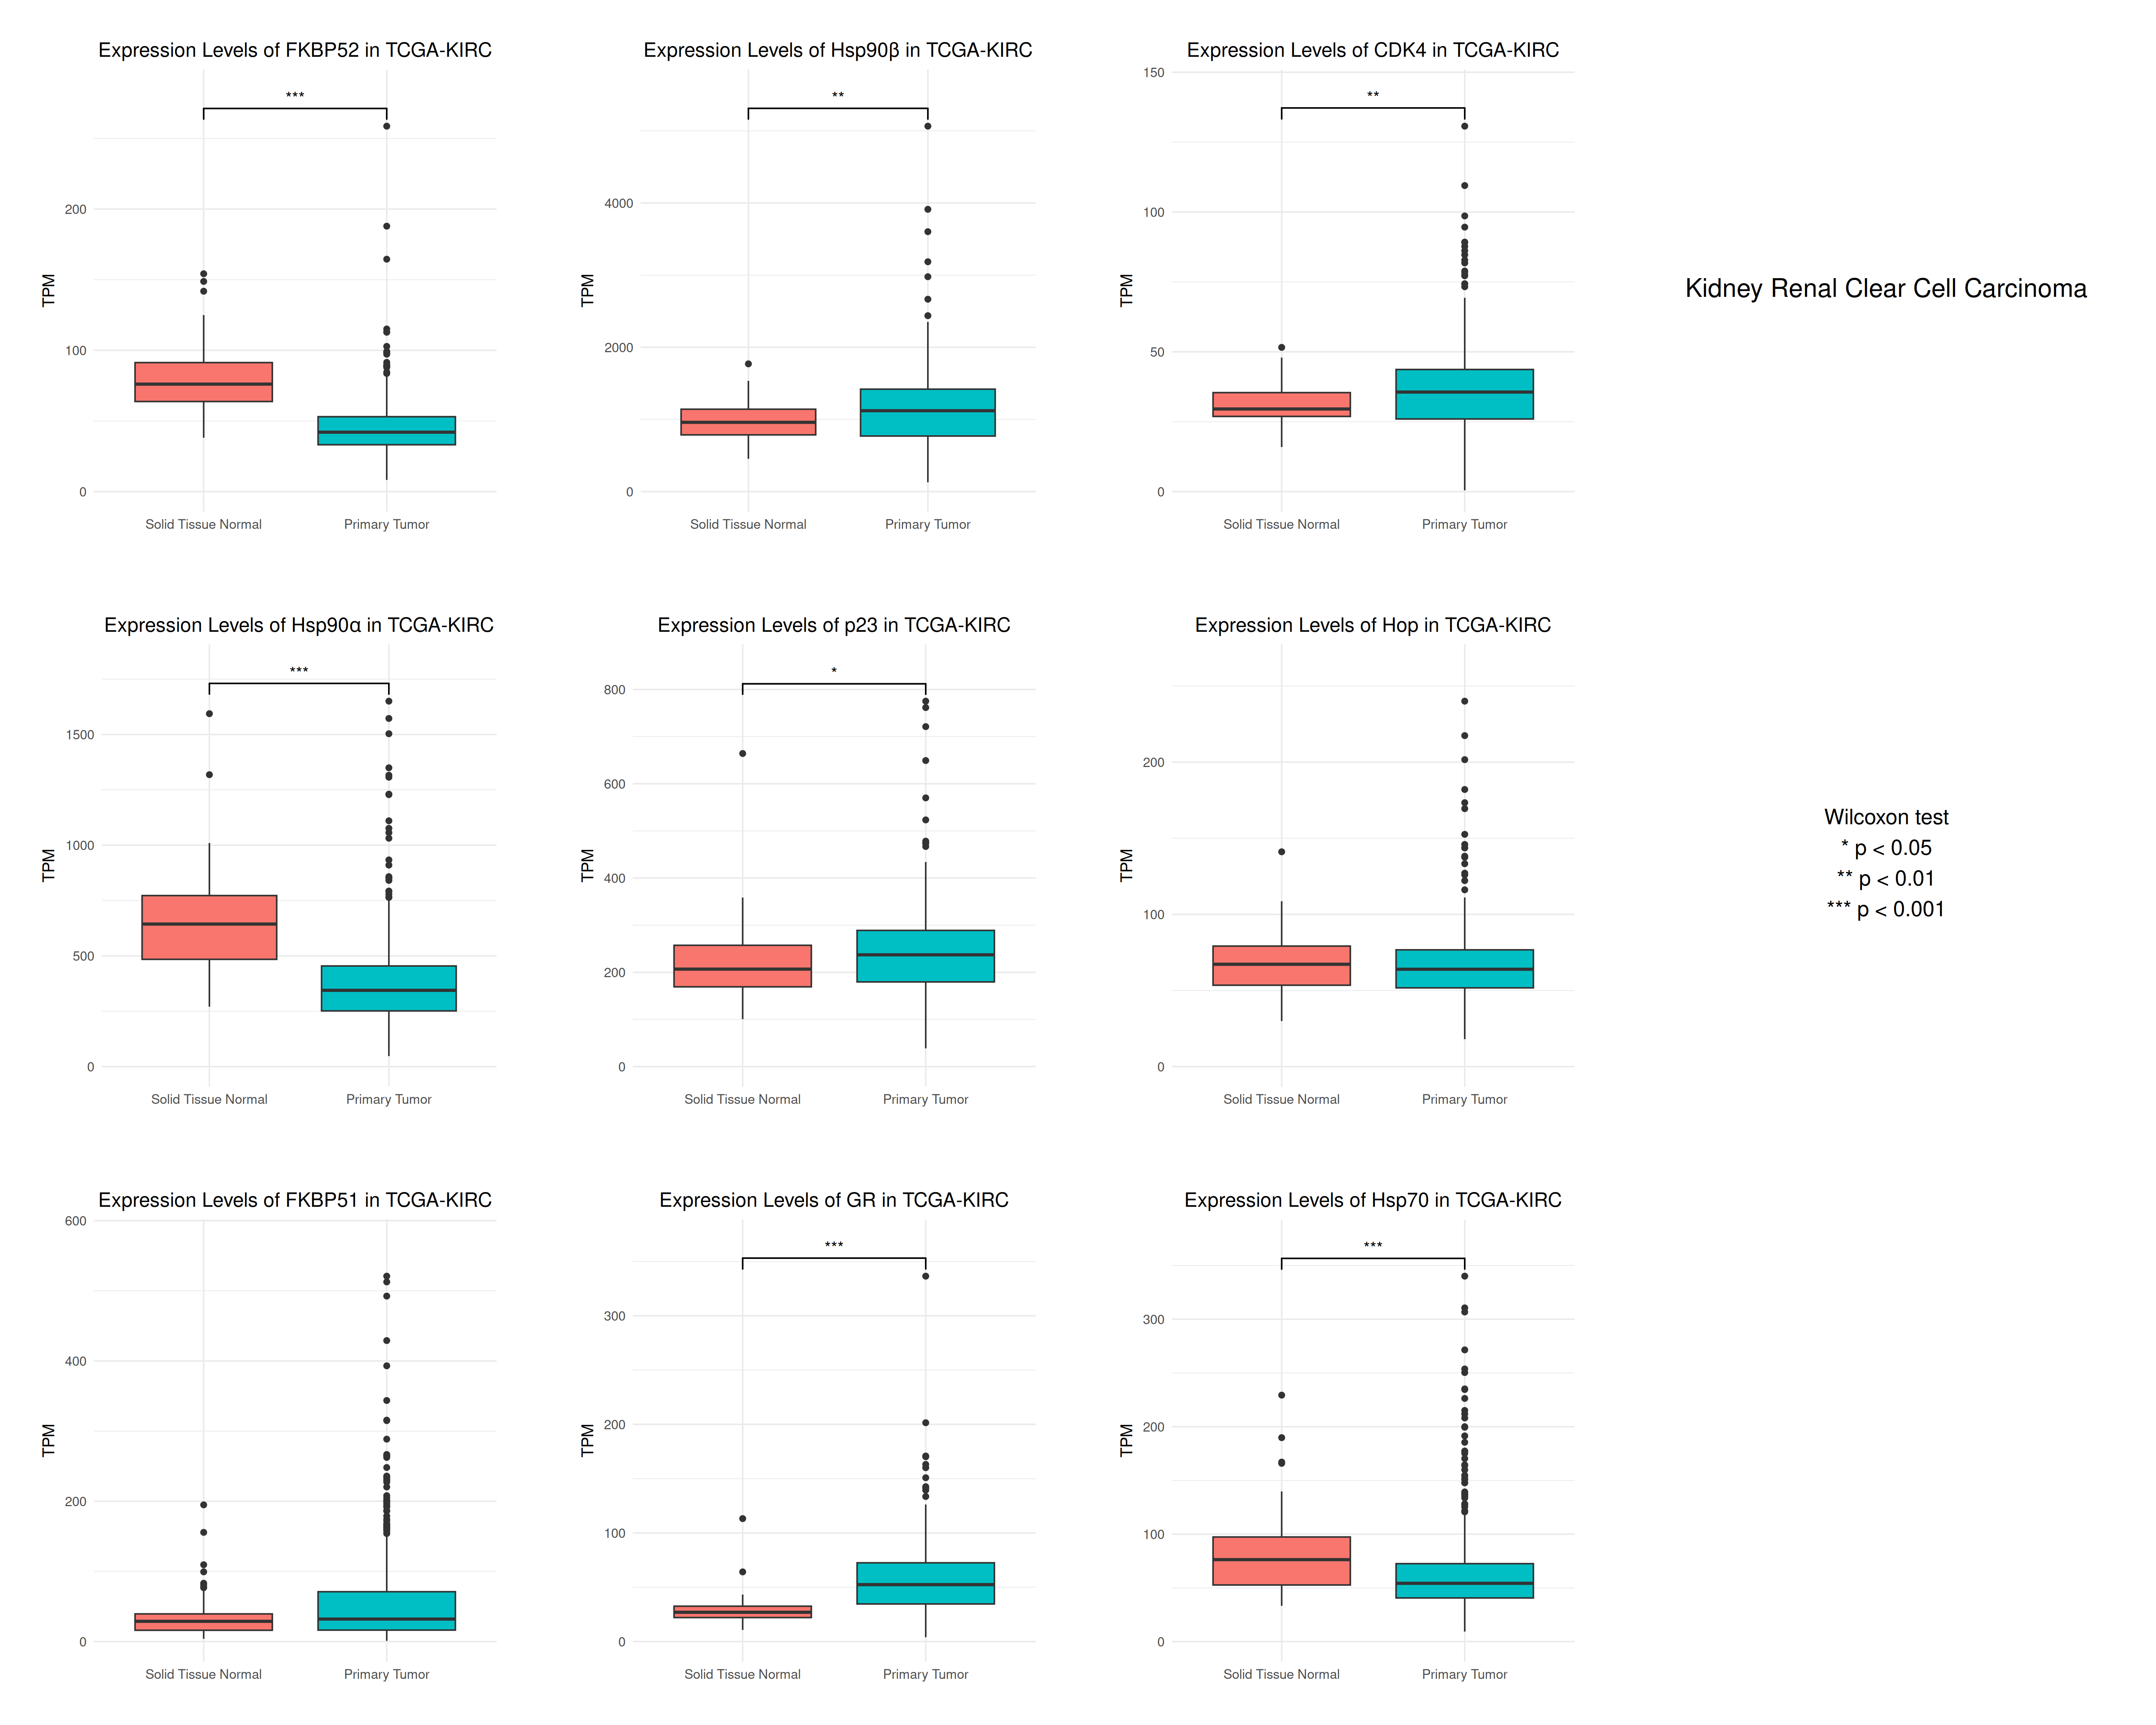 Expression Levels of FKBP52 in TCGA-KIRC
***
TPM
200
100
0
Solid Tissue Normal
Primary Tumor
Expression Levels of Hsp90β in TCGA-KIRC
**
TPM
4000
2000
0
Solid Tissue Normal
Primary Tumor
Expression Levels of CDK4 in TCGA-KIRC
**
TPM
150
100
50
0
Solid Tissue Normal
Primary Tumor
Kidney Renal Clear Cell Carcinoma
Expression Levels of Hsp90α in TCGA-KIRC
***
TPM
1500
1000
500
0
Solid Tissue Normal
Primary Tumor
Expression Levels of p23 in TCGA-KIRC
*
TPM
800
600
400
200
0
Solid Tissue Normal
Primary Tumor
Expression Levels of Hop in TCGA-KIRC
TPM
200
100
0
Solid Tissue Normal
Primary Tumor
Wilcoxon test
* p < 0.05
** p < 0.01
*** p < 0.001
Expression Levels of FKBP51 in TCGA-KIRC
TPM
600
400
200
0
Solid Tissue Normal
Primary Tumor
Expression Levels of GR in TCGA-KIRC
***
TPM
300
200
100
0
Solid Tissue Normal
Primary Tumor
Expression Levels of Hsp70 in TCGA-KIRC
***
TPM
300
200
100
0
Solid Tissue Normal
Primary Tumor